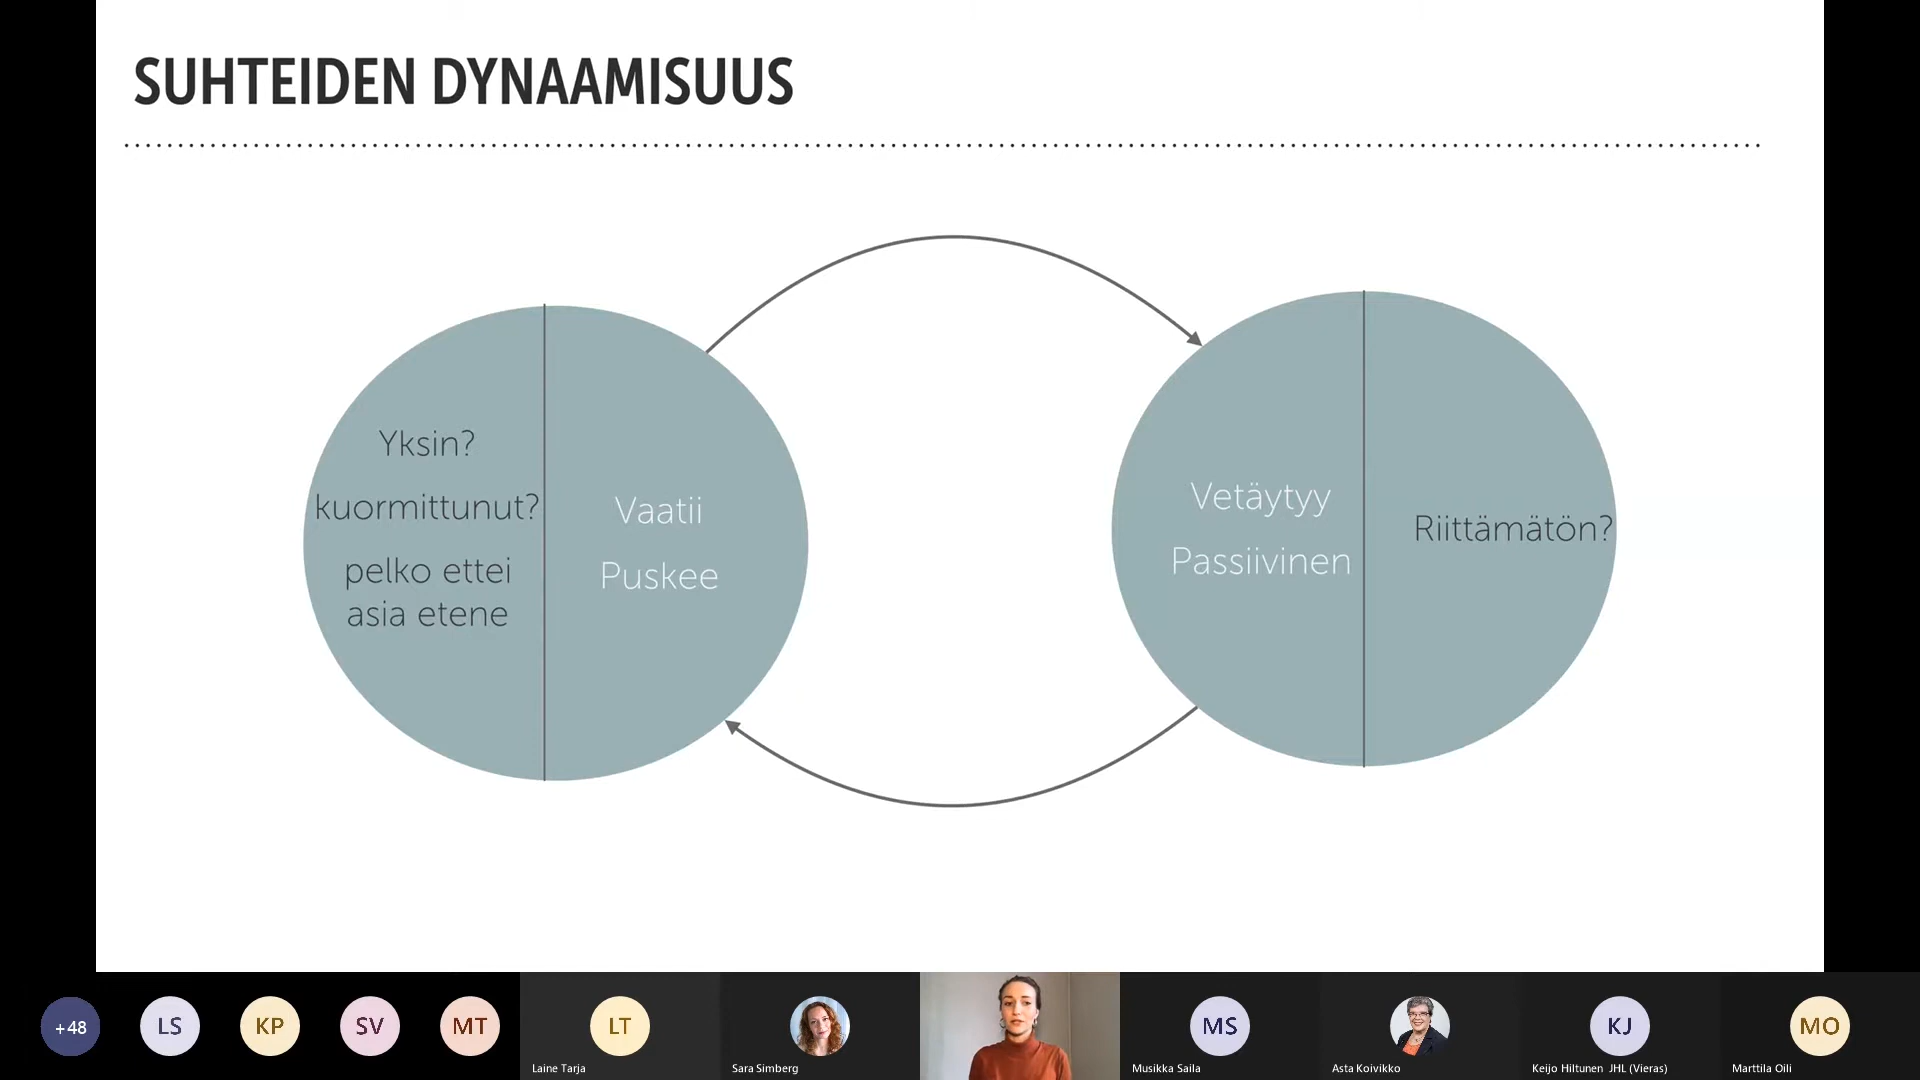 SUHTEIDEN DYNAAMISUUS
Yksin?
kuormittunut?
pelko ettei
asia etene
Vaatii
Puskee
Vetäytyy
Passiivinen
Riittämätön?
+48
LS
KP
SV
MT
LT
Laine Tarja
Sara Simberg
MS
Musikka Saila
Asta Koivikko
KJ
Keijo Hiltunen JHL (Vieras)
MO
Marttila Oili